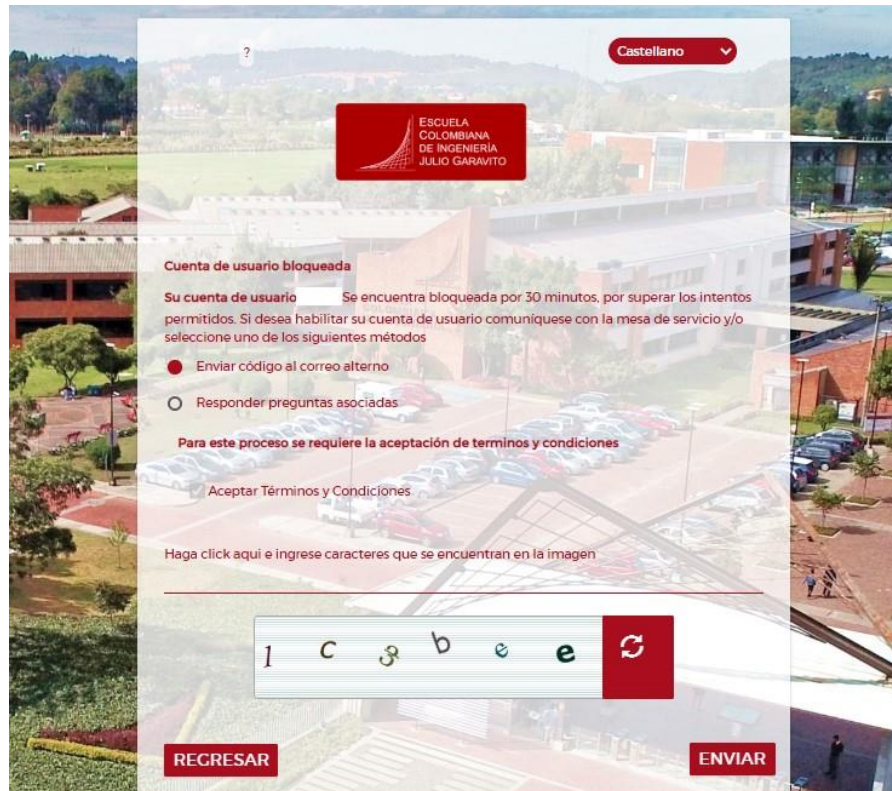 ?
Castellano
ESCUELA
COLOMBIANA
DE INGENIERÍA
JULIO GARAVITO
Cuenta de usuario bloqueada
Su cuenta de usuario Se encuentra bloqueada por 30 minutos, por superar los intentos
permitidos. Si desea habilitar su cuenta de usuario comuníquese con la mesa de servicio y/o
seleccione uno de los siguientes métodos
Enviar código al correo alterno
Responder preguntas asociadas
Para este proceso se requiere la aceptación de terminos y condiciones
Aceptar Términos y Condiciones
Haga click aqui e ingrese caracteres que se encuentran en la imagen
1 c 3 b e e
REGRESAR
ENVIAR